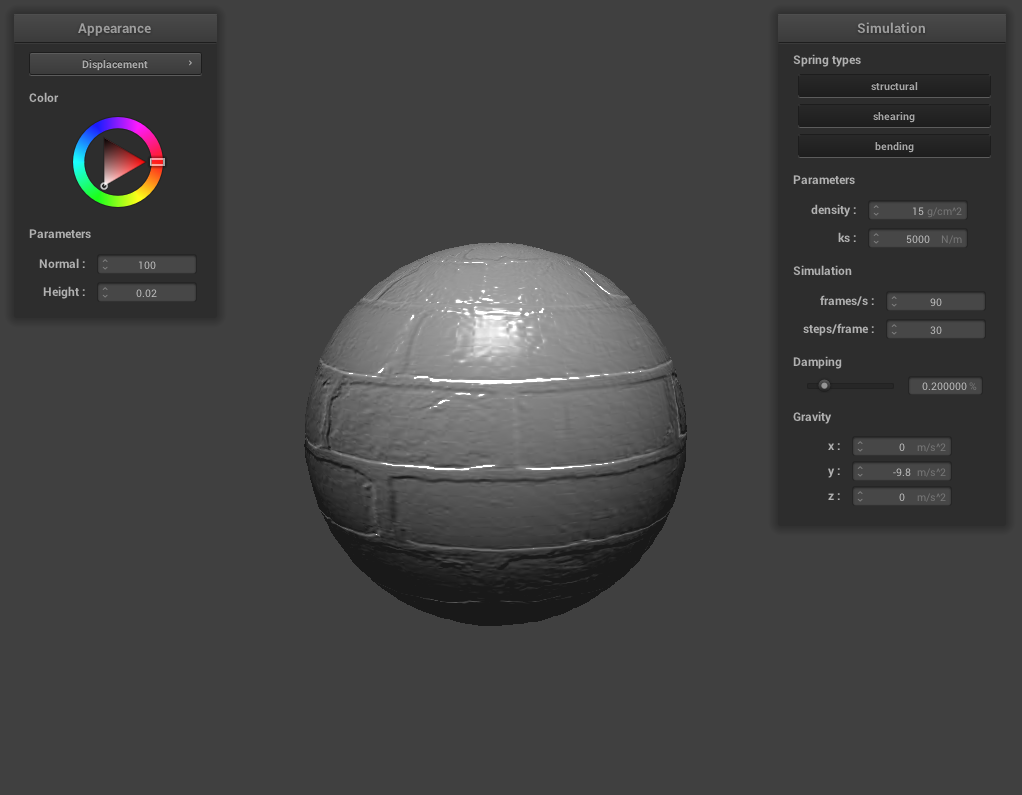 Appearance
Displacement
Color
Parameters
Normal : 100
Height : 0.02
Simulation
Spring types
structural
shearing
bending
Parameters
density : 15 g/cm^2
ks : 5000 N/m
Simulation
frames/s : 90
steps/frame : 30
Damping
0.200000 %
Gravity
x : 0 m/s^2
y : -9.8 m/s^2
z : 0 m/s^2